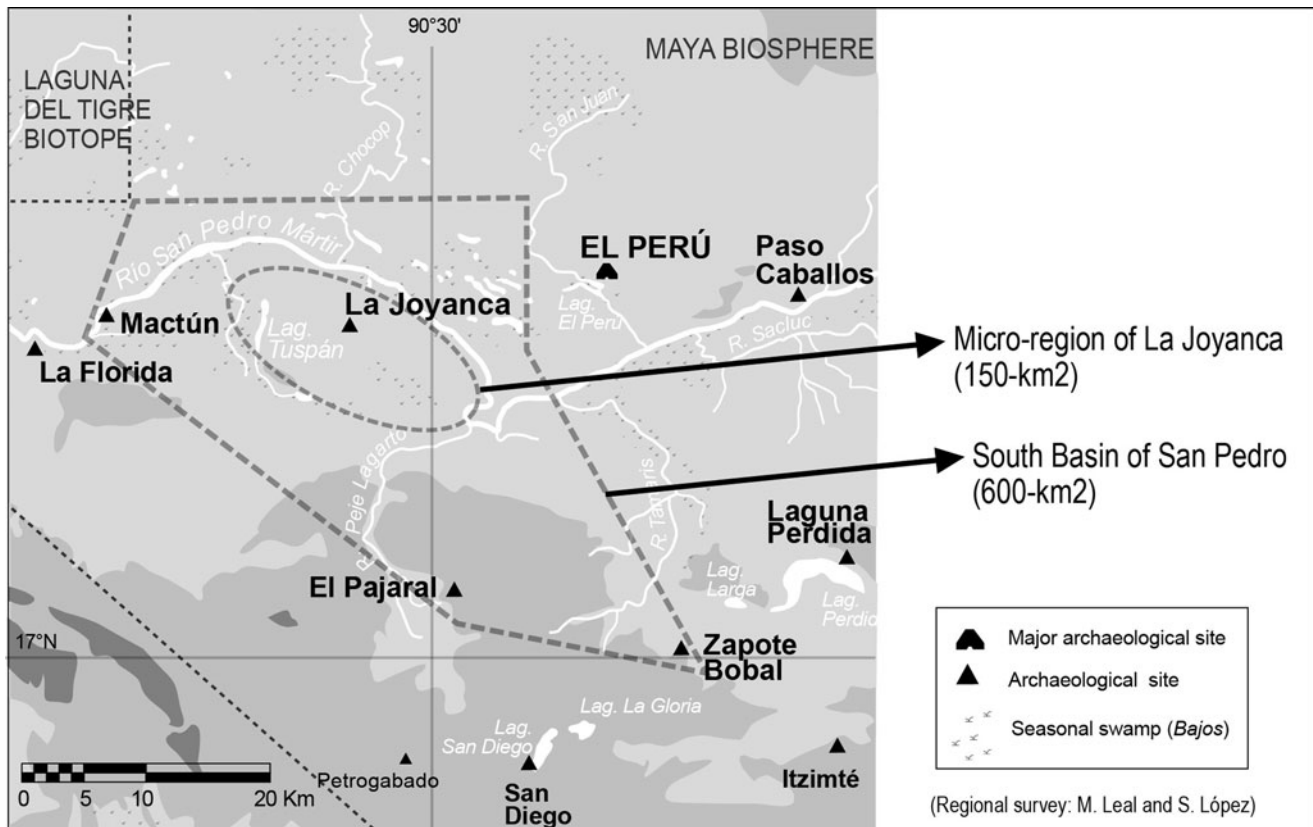 90°30'
MAYA BIOSPHERE
LAGUNA
DEL TIGRE
BIOTOPE
R. San Juan
R. Chocop
Río San Pedro Mártir
EL PERÚ
Paso
Caballos
La Joyanca
Lag.
El Peru
Mactún
Lag.
Tuspán
R. Sacluc
La Florida
Micro-region of La Joyanca
(150-km2)
R. Peje Lagarto
South Basin of San Pedro
(600-km2)
R. Tamaris
Laguna
Perdida
Lag.
Larga
Lag.
Perdid
El Pajaral
17°N
Zapote
Bobal
Lag. La Gloria
Lag.
San Diego
Petrogabado
San
Diego
Itzimté
0 5 10 20 Km
Major archaeological site
Archaeological site
Seasonal swamp (Bajos)
(Regional survey: M. Leal and S. López)